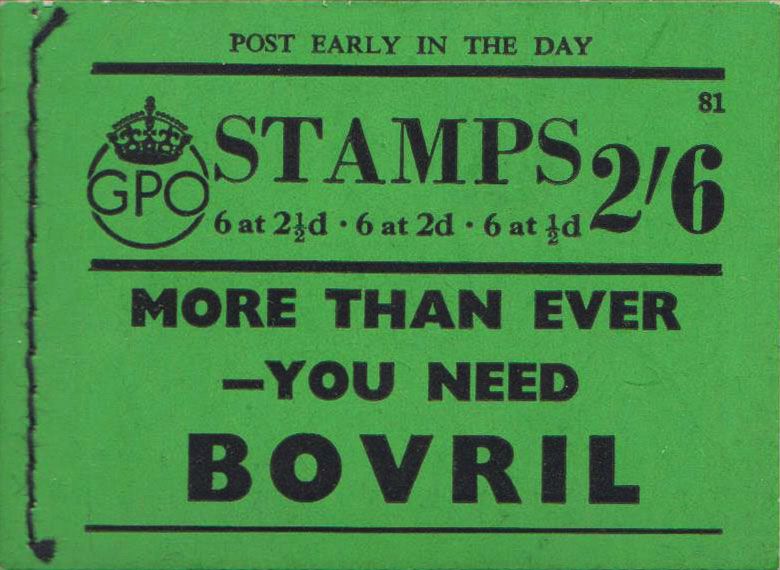 POST EARLY IN THE DAY
81
GPO
STAMPS 2/6
6 at 2½d · 6 at 2d · 6 at ½d
MORE THAN EVER
—YOU NEED
BOVRIL